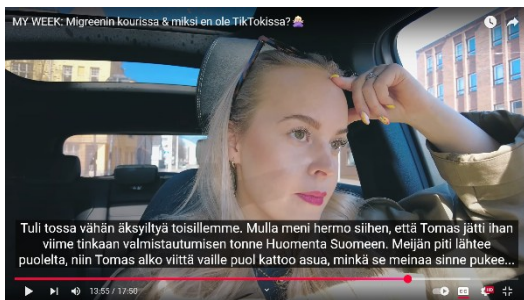 MY WEEK: Migreenin kourissa & miksi en ole TikTokissa? 🤦‍♀️
Tuli tossa vähän äksyiltyä toisillemme. Mulla meni hermo siihen, että Tomas jätti ihan
viime tinkaan valmistautumisen tonne Huomenta Suomeen. Meijän piti lähtee
puolelta, niin Tomas alko viittä vaille puol kattoo asua, minkä se meinaa sinne pukee...
13:55 / 17:50